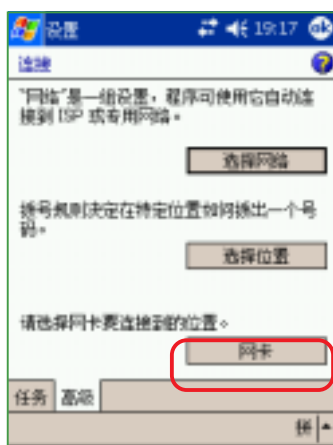 设置 19:17 ok
连接 ?
"网络"是一组设置，程序可使用它自动连
接到 ISP 或专用网络。
选择网络
拨号规则决定在特定位置如何拨出一个号
码。
选择位置
请选择网卡要连接到的位置。
网卡
任务 高级
拼